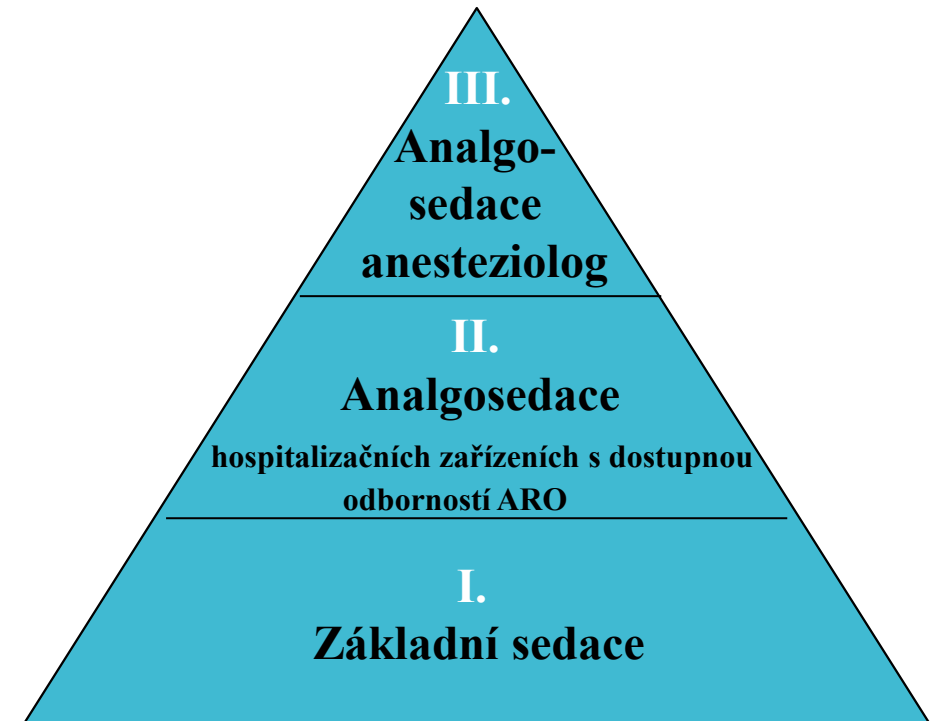 III.
Analgo-
sedace
anesteziolog
II.
Analgosedace
hospitalizačních zařízeních s dostupnou
odborností ARO
I.
Základní sedace